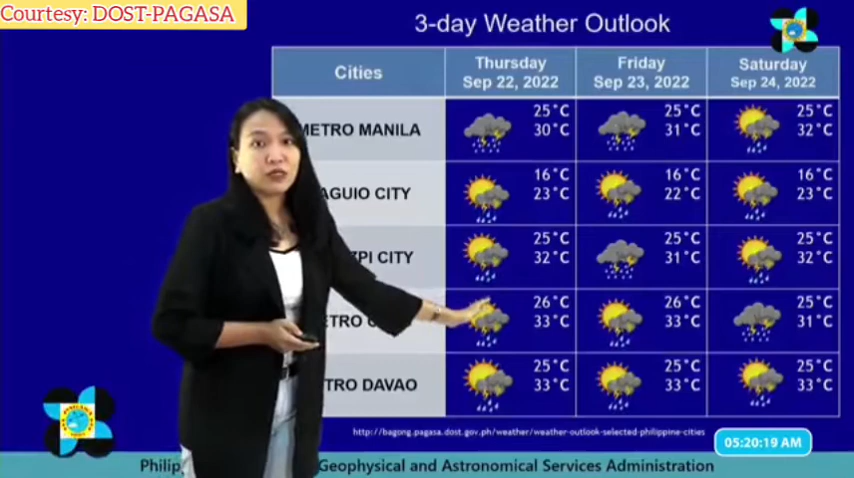 Courtesy: DOST-PAGASA
3-day Weather Outlook
Cities
Thursday
Sep 22, 2022
Friday
Sep 23, 2022
Saturday
Sep 24, 2022
METRO MANILA
25°C
30°C
25°C
31°C
25°C
32°C
AGUIO CITY
16°C
23°C
16°C
22°C
16°C
23°C
ZPI CITY
25°C
32°C
25°C
31°C
25°C
32°C
ETRO C
26°C
33°C
26°C
33°C
25°C
31°C
TRO DAVAO
25°C
33°C
25°C
33°C
25°C
33°C
http://bagong.pagasa.dost.gov.ph/weather/weather-outlook-selected-philippine-cities
05:20:19 AM
Philip Geophysical and Astronomical Services Administration